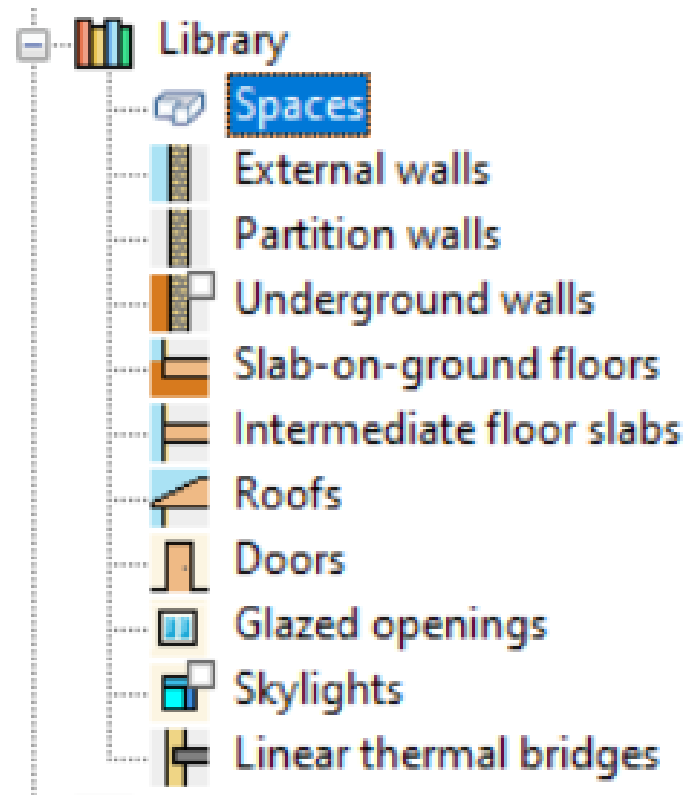 Library
Spaces
External walls
Partition walls
Underground walls
Slab-on-ground floors
Intermediate floor slabs
Roofs
Doors
Glazed openings
Skylights
Linear thermal bridges